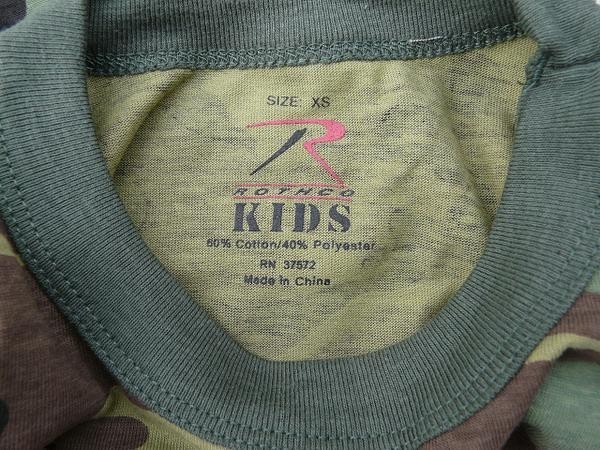 SIZE: XS
ROTHCO
KIDS
60% Cotton/40% Polyester
RN 37572
Made in China